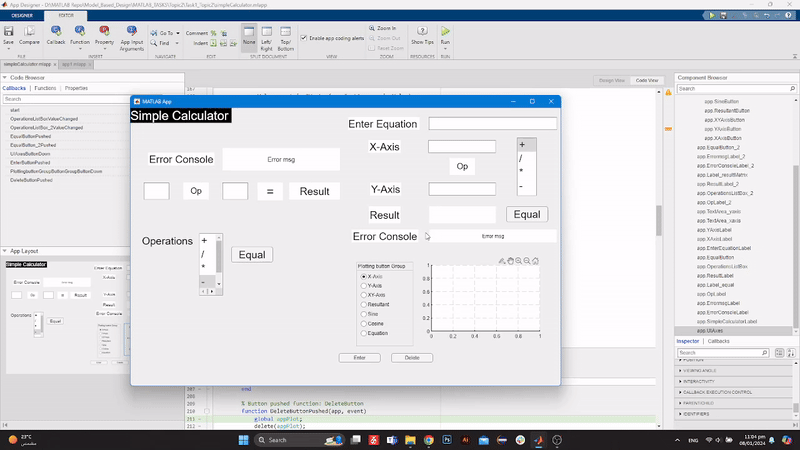 App Designer - D:\MATLAB Reps\Model_Based_Design\MATLAB_TASKS\Topic2\Task1_Topic2\simpleCalculator.mlapp
DESIGNER
EDITOR
Save
Compare
Callback
Function
Property
App Input
Arguments
Go To
Find
Comment
Indent
None
Left/
Right
Top/
Bottom
Enable app coding alerts
Zoom In
Zoom Out
Reset Zoom
Show Tips
Run
FILE
INSERT
NAVIGATE
EDIT
SPLIT DOCUMENT
VIEW
ZOOM
RESOURCES
RUN
simpleCalculator.mlapp
app1.mlapp
Code Browser
Callbacks
Functions
Properties
Search
start
OperationsListBoxValueChanged
OperationsListBox_2ValueChanged
EqualButtonPushed
EqualButton_2Pushed
UIAxesButtonDown
EnterButtonPushed
PlottingbuttonGroupButtonDown
DeleteButtonPushed
App Layout
Design View
Code View
Component Browser
Search
app.SineButton
app.XYAxisButton
app.YAxisButton
app.XAxisButton
app.EqualButton_2
app.ErrormsgLabel_2
app.Label_resultMatrix
app.ResultLabel_2
app.OperationsListBox_2
app.OpLabel_2
app.TextArea_yaxis
app.YAxisLabel
app.TextArea_xaxis
app.XAxisLabel
app.EnterEquationLabel
app.EqualButton
app.OperationsListBox
app.ResultLabel
app.Label_equal
app.OpLabel
app.ErrormsgLabel
app.ErrorConsoleLabel
app.SimpleCalculatorLabel
app.UIAxes
Inspector
Callbacks
Search
POSITION
VIEWING ANGLE
INTERACTIVITY
CALLBACK EXECUTION CONTROL
PARENT/CHILD
IDENTIFIERS
MATLAB App
Simple Calculator
Enter Equation
X-Axis
Error Console
Error msg
Op
Op
=
Result
Y-Axis
+
/
*
-
Result
Equal
Error Console
Error msg
Operations
+
/
*
-
Equal
Plotting button Group
X-Axis
Y-Axis
XY-Axis
Resultant
Sine
Cosine
Equation
1
0.8
0.6
0.4
0.2
0
0 0.2 0.4 0.6 0.8 1
Enter
Delete
end
% Button pushed function: DeleteButton
function DeleteButtonPushed(app, event)
global appPlot;
delete(appPlot);
23°C
Search
ENG
11:04 pm
08/01/2024